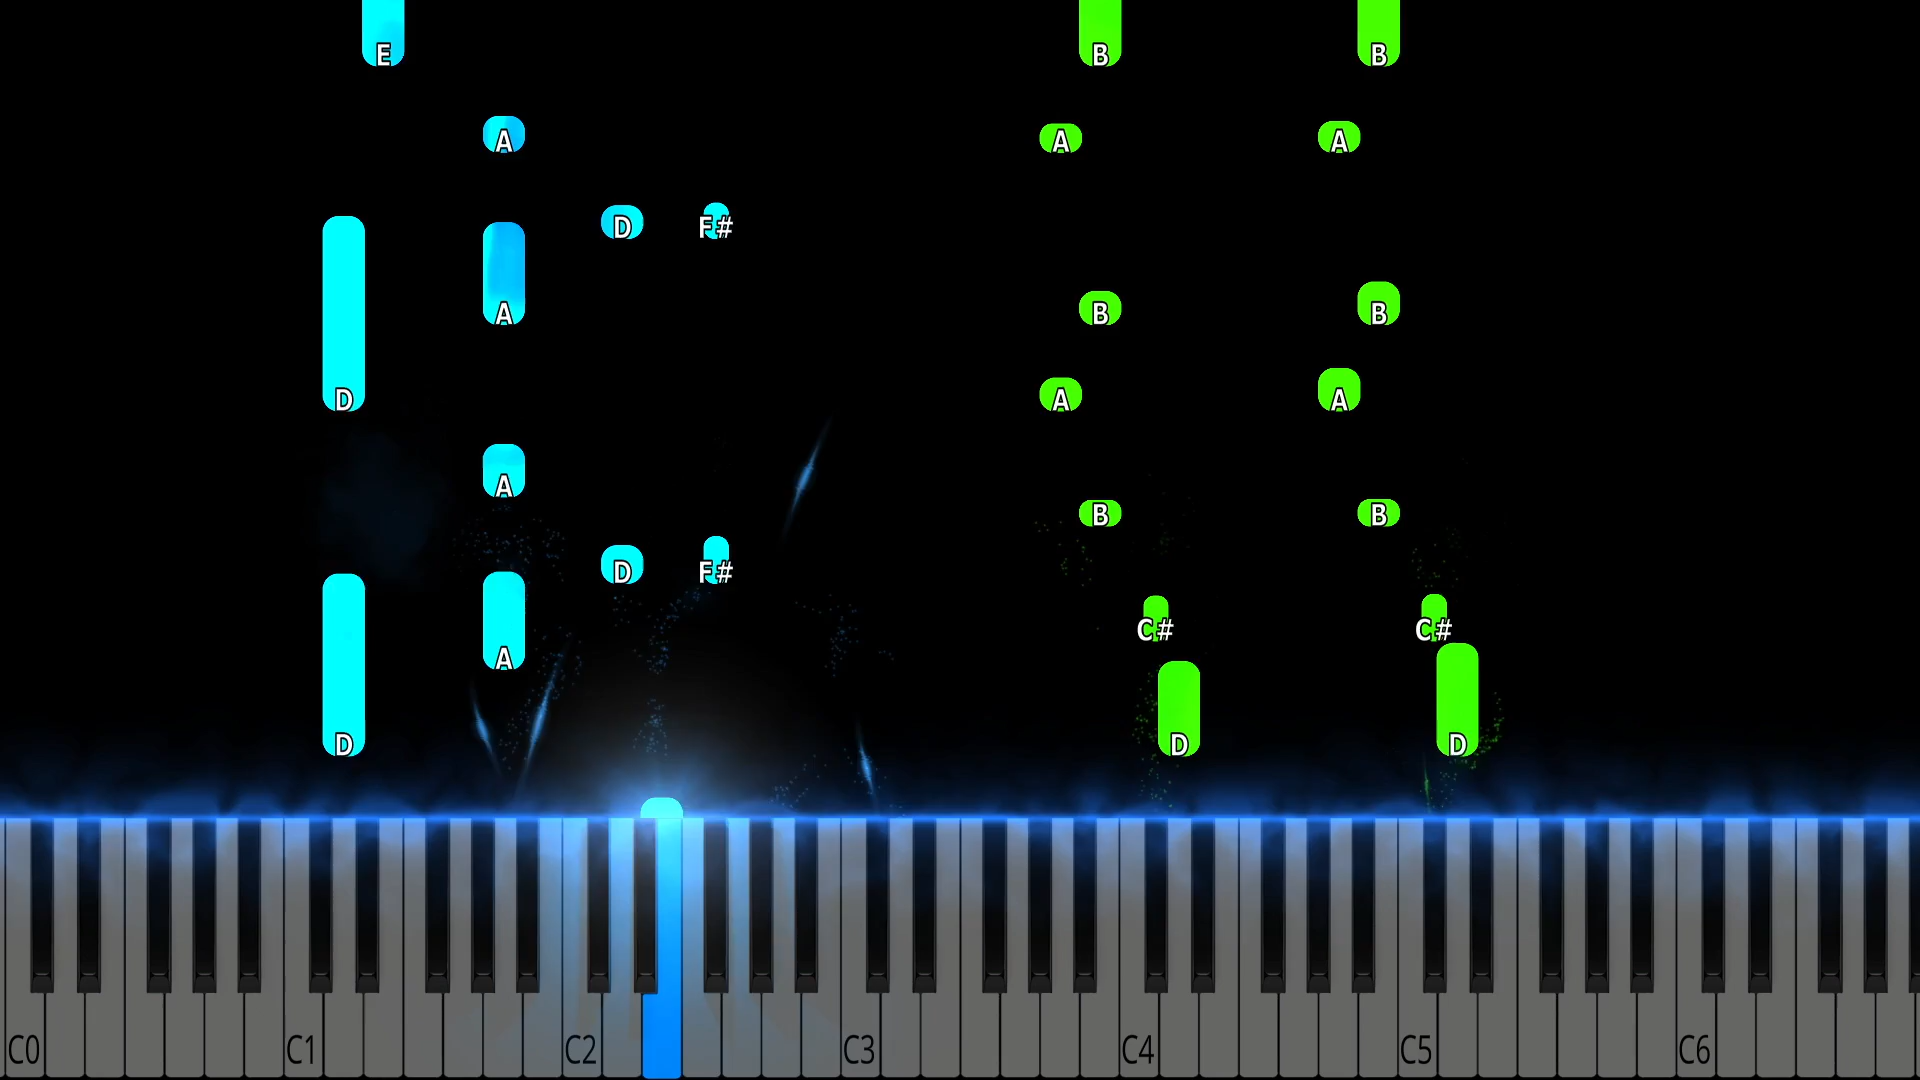 E B B
A A A
D F#
A B B
D A A
A B B
D F#
C# C#
A
D D D
C0 C1 C2 C3 C4 C5 C6